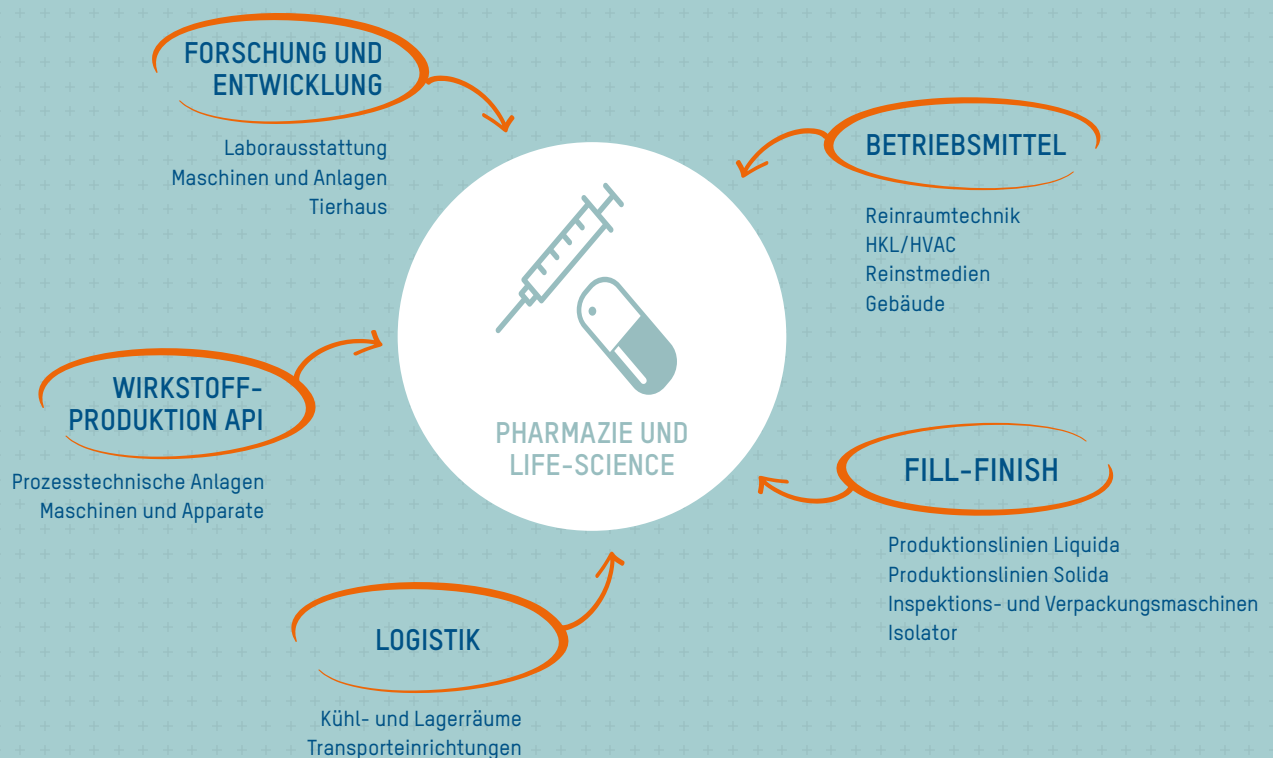 FORSCHUNG UND
ENTWICKLUNG
Laborausstattung
Maschinen und Anlagen
Tierhaus
BETRIEBSMITTEL
Reinraumtechnik
HKL/HVAC
Reinstmedien
Gebäude
WIRKSTOFF-
PRODUKTION API
Prozesstechnische Anlagen
Maschinen und Apparate
PHARMAZIE UND
LIFE-SCIENCE
FILL-FINISH
Produktionslinien Liquida
Produktionslinien Solida
Inspektions- und Verpackungsmaschinen
Isolator
LOGISTIK
Kühl- und Lagerräume
Transporteinrichtungen